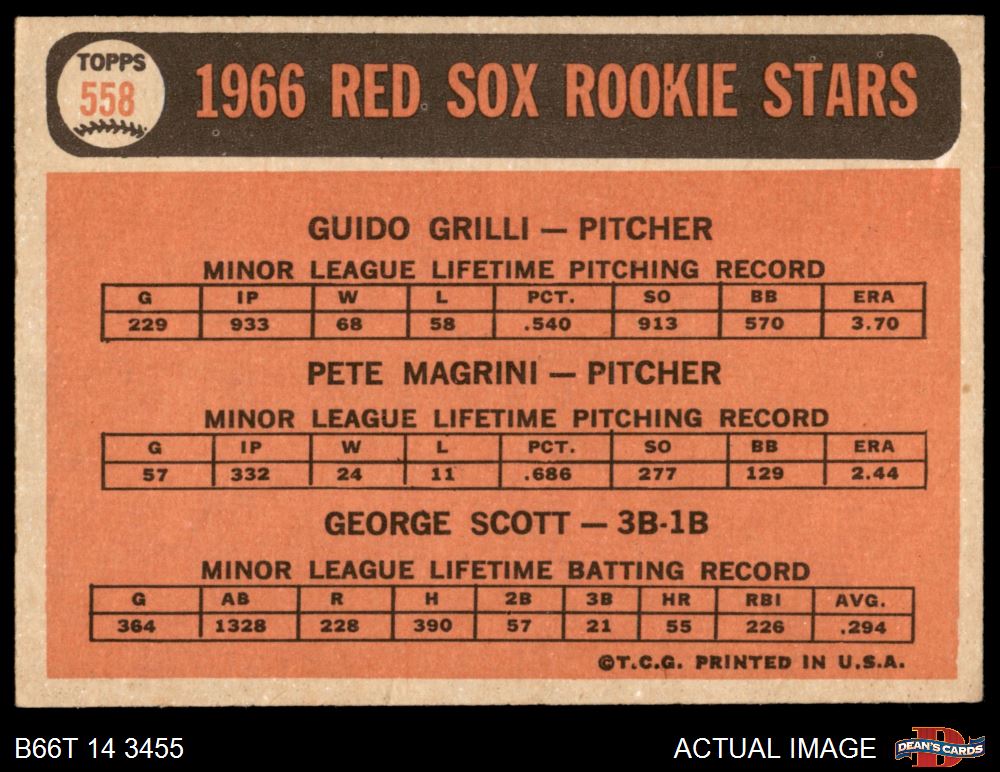 TOPPS
558
1966 RED SOX ROOKIE STARS
GUIDO GRILLI — PITCHER
MINOR LEAGUE LIFETIME PITCHING RECORD
G IP W L PCT. SO BB ERA
229 933 68 58 .540 913 570 3.70
PETE MAGRINI — PITCHER
MINOR LEAGUE LIFETIME PITCHING RECORD
G IP W L PCT. SO BB ERA
57 332 24 11 .686 277 129 2.44
GEORGE SCOTT — 3B-1B
MINOR LEAGUE LIFETIME BATTING RECORD
G AB R H 2B 3B HR RBI AVG.
364 1328 228 390 57 21 55 226 .294
©T.C.G. PRINTED IN U.S.A.
B66T 14 3455 ACTUAL IMAGE DEAN'S CARDS